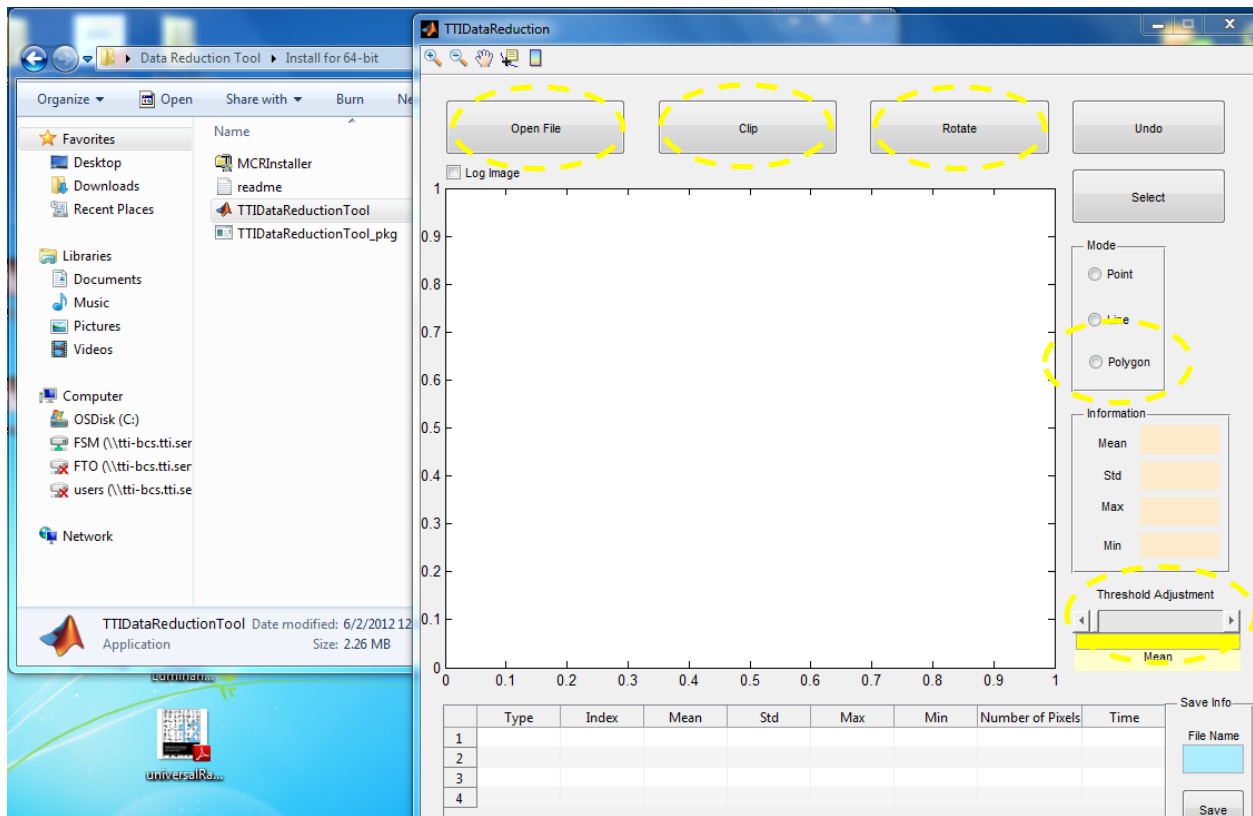 TTIDataReduction
Data Reduction Tool
Install for 64-bit
Organize
Open
Share with
Burn
Ne
Name
Favorites
Desktop
Downloads
Recent Places
Libraries
Documents
Music
Pictures
Videos
Computer
OSDisk (C:)
FSM (\\tti-bcs.tti.ser
FTO (\\tti-bcs.tti.ser
users (\\tti-bcs.tti.se
Network
MCRInstaller
readme
TTIDataReductionTool
TTIDataReductionTool_pkg
TTIDataReductionTool Date modified: 6/2/2012 12
Application Size: 2.26 MB
universalRa...
Open File
Clip
Rotate
Undo
Log Image
Select
1
0.9
0.8
0.7
0.6
0.5
0.4
0.3
0.2
0.1
0
0 0.1 0.2 0.3 0.4 0.5 0.6 0.7 0.8 0.9 1
Mode
Point
Line
Polygon
Information
Mean
Std
Max
Min
Threshold Adjustment
Mean
Type Index Mean Std Max Min Number of Pixels Time
1
2
3
4
Save Info
File Name
Save